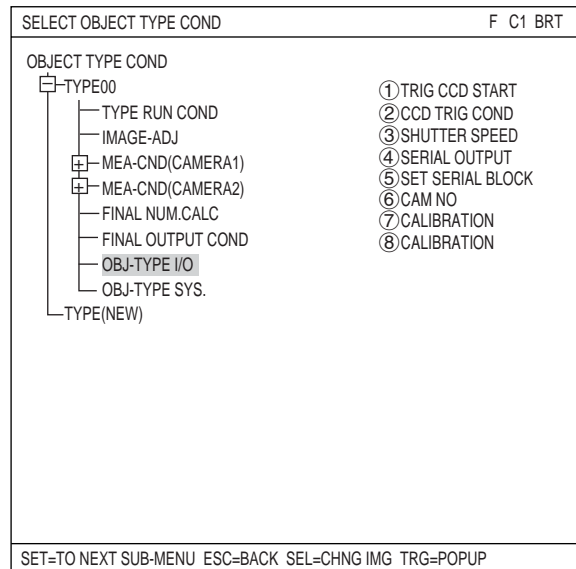 SELECT OBJECT TYPE COND F C1 BRT
OBJECT TYPE COND
TYPE00
TYPE RUN COND
IMAGE-ADJ
MEA-CND(CAMERA1)
MEA-CND(CAMERA2)
FINAL NUM.CALC
FINAL OUTPUT COND
OBJ-TYPE I/O
OBJ-TYPE SYS.
TYPE(NEW)
①TRIG CCD START
②CCD TRIG COND
③SHUTTER SPEED
④SERIAL OUTPUT
⑤SET SERIAL BLOCK
⑥CAM NO
⑦CALIBRATION
⑧CALIBRATION
SET=TO NEXT SUB-MENU ESC=BACK SEL=CHNG IMG TRG=POPUP